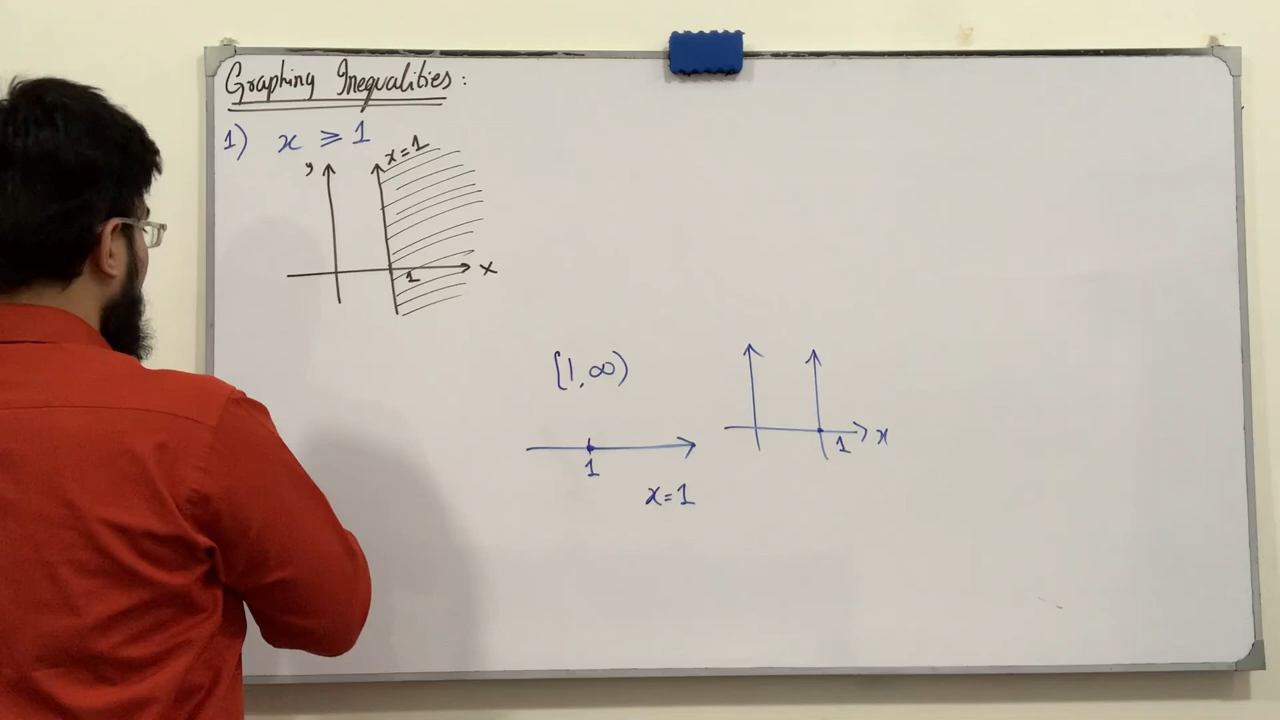 Graphing Inequalities:
1) x ≥ 1
y
x=1
1
x
[1,∞)
1
x=1
1
x